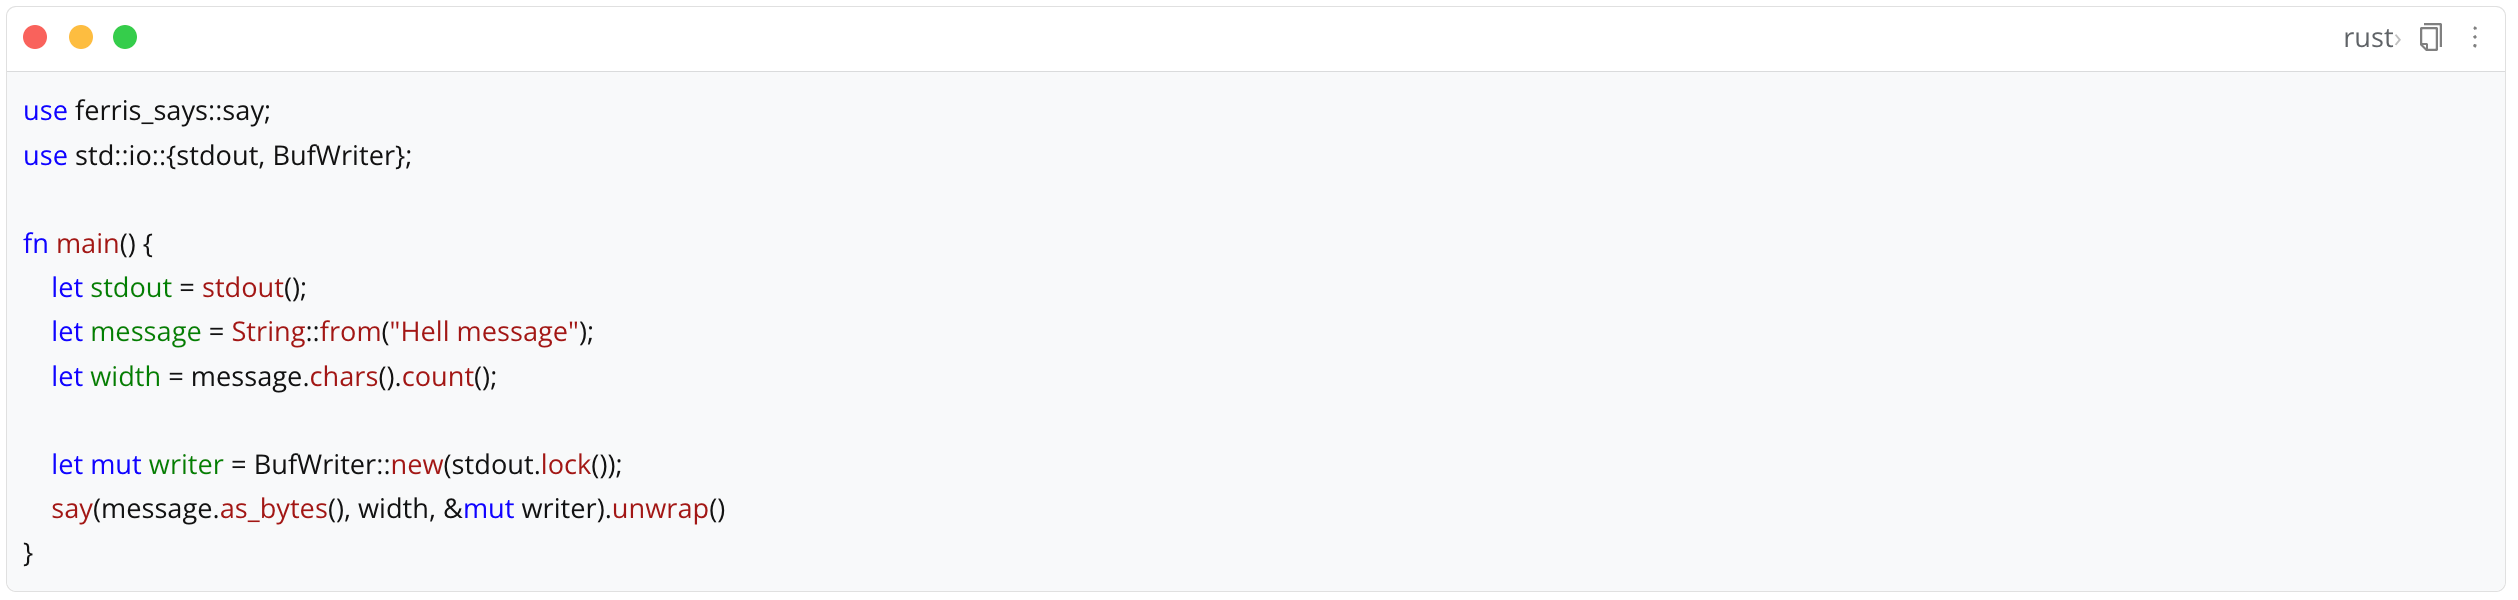 rust
use ferris_says::say;
use std::io::{stdout, BufWriter};
fn main() {
    let stdout = stdout();
    let message = String::from("Hell message");
    let width = message.chars().count();
    let mut writer = BufWriter::new(stdout.lock());
    say(message.as_bytes(), width, &mut writer).unwrap()
}